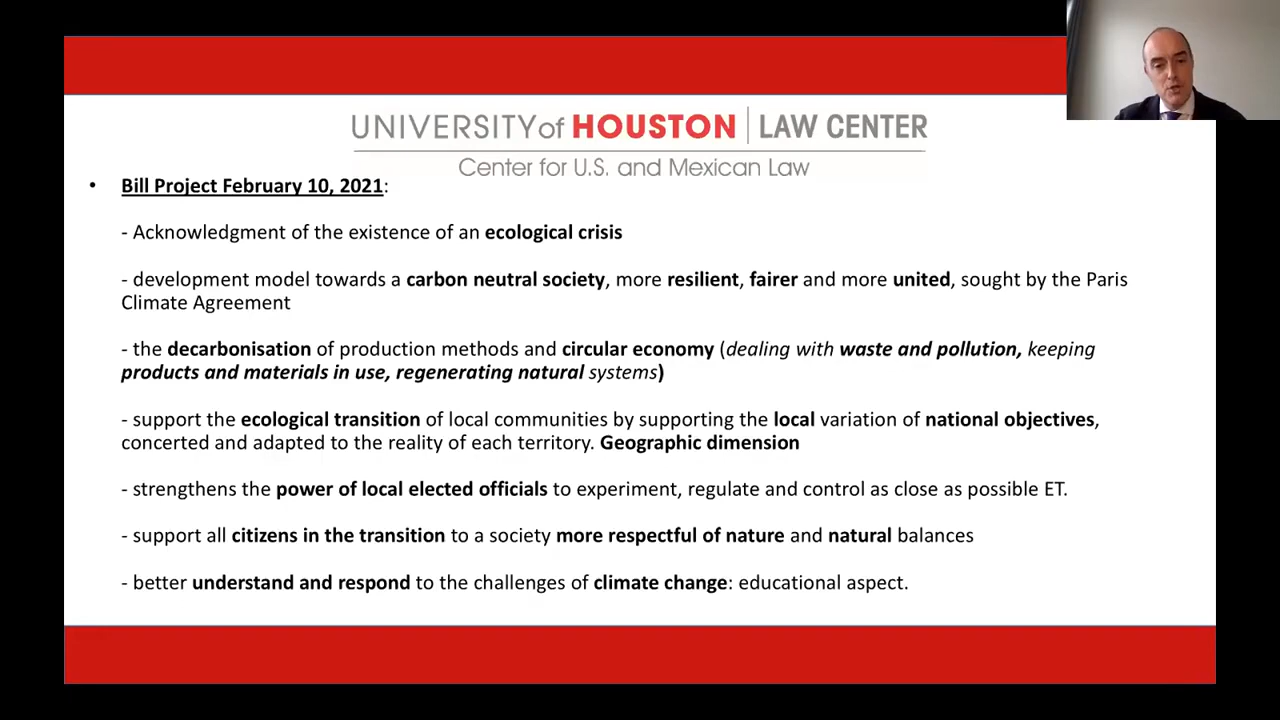 UNIVERSITYof HOUSTON | LAW CENTER
Center for U.S. and Mexican Law
• Bill Project February 10, 2021:
- Acknowledgment of the existence of an ecological crisis
- development model towards a carbon neutral society, more resilient, fairer and more united, sought by the Paris
Climate Agreement
- the decarbonisation of production methods and circular economy (dealing with waste and pollution, keeping
products and materials in use, regenerating natural systems)
- support the ecological transition of local communities by supporting the local variation of national objectives,
concerted and adapted to the reality of each territory. Geographic dimension
- strengthens the power of local elected officials to experiment, regulate and control as close as possible ET.
- support all citizens in the transition to a society more respectful of nature and natural balances
- better understand and respond to the challenges of climate change: educational aspect.